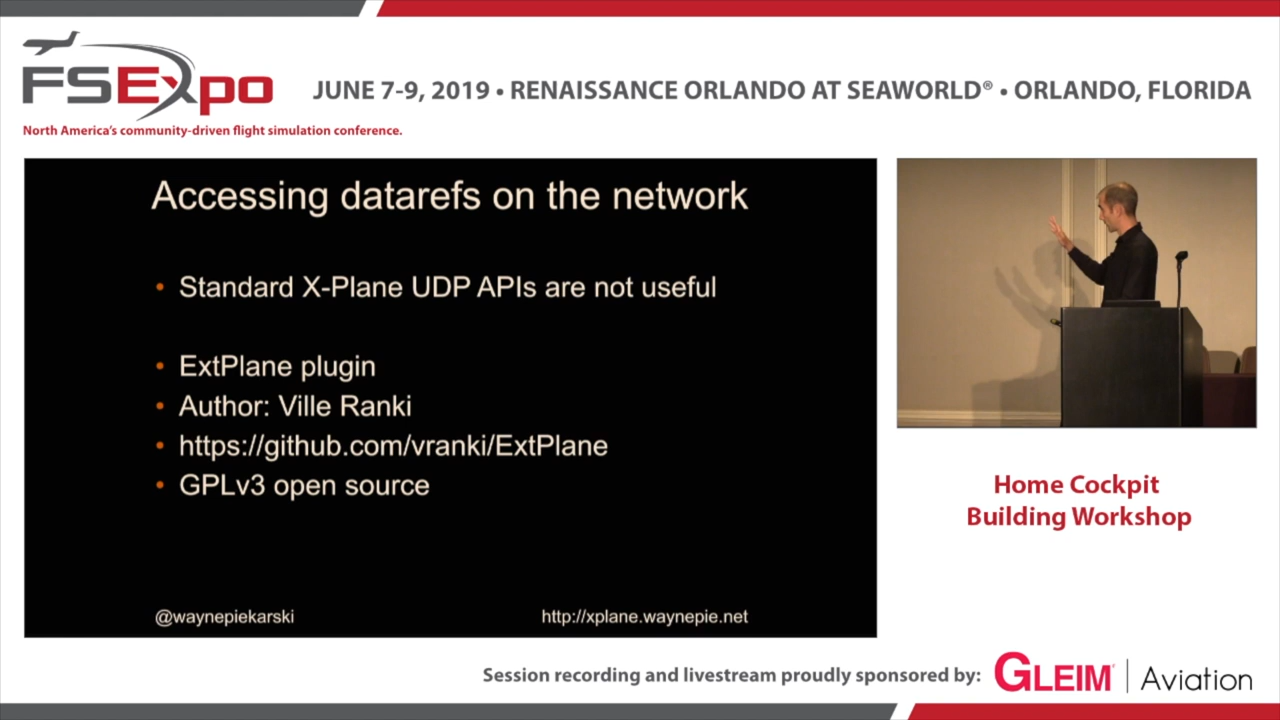 FSExpo
JUNE 7-9, 2019 • RENAISSANCE ORLANDO AT SEAWORLD® • ORLANDO, FLORIDA
North America's community-driven flight simulation conference.
Accessing datarefs on the network
• Standard X-Plane UDP APIs are not useful
• ExtPlane plugin
• Author: Ville Ranki
• https://github.com/vranki/ExtPlane
• GPLv3 open source
@waynepiekarski
http://xplane.waynepie.net
Home Cockpit
Building Workshop
Session recording and livestream proudly sponsored by:
GLEIM® | Aviation